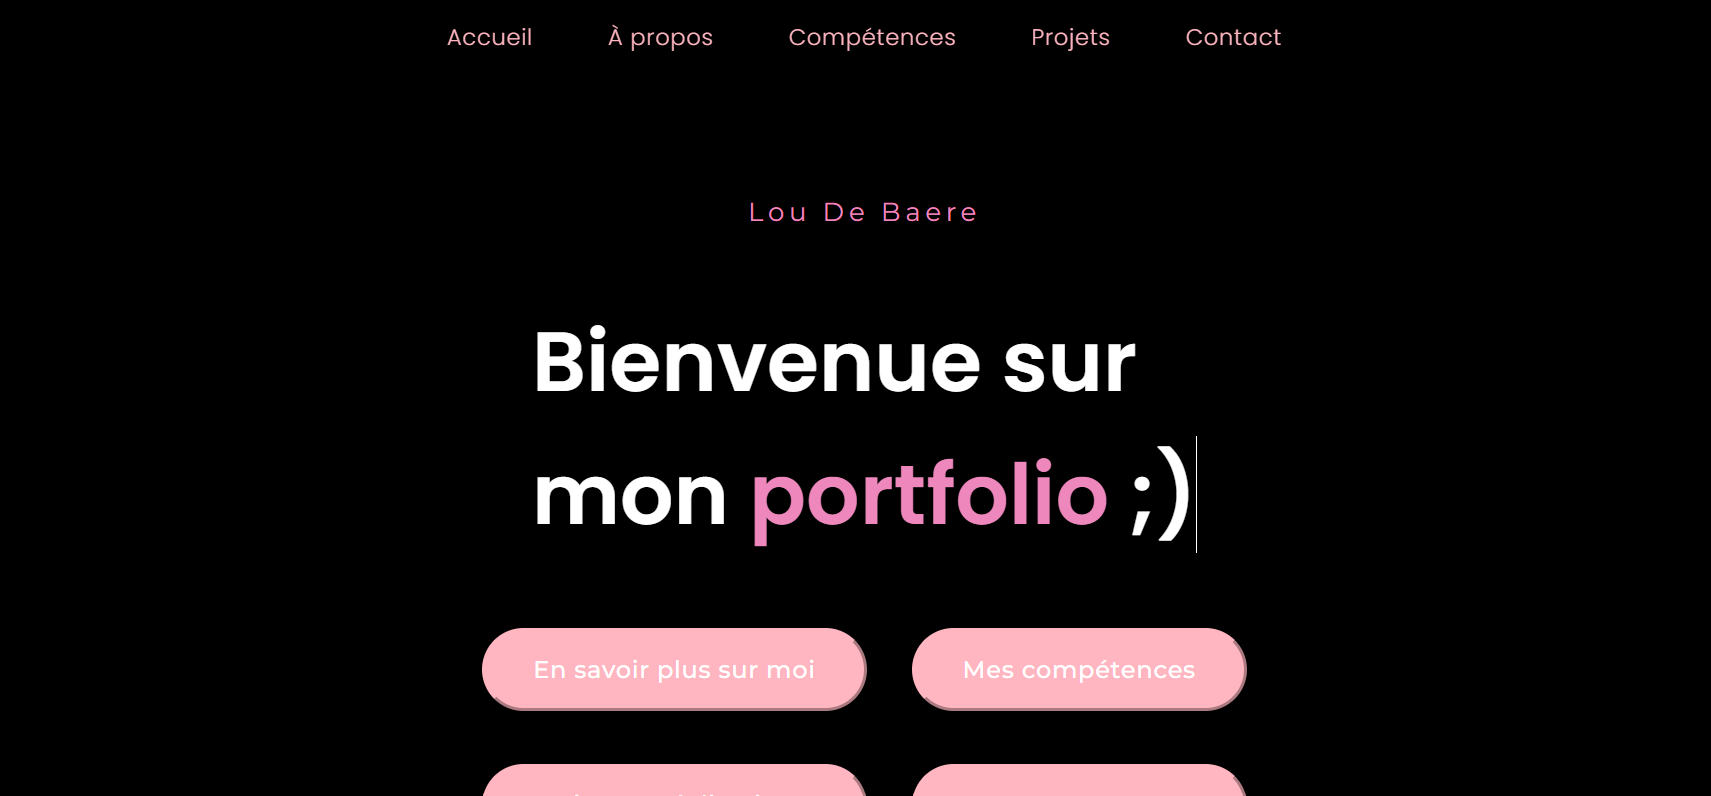 Accueil À propos Compétences Projets Contact
Lou De Baere
Bienvenue sur
mon portfolio ;)
En savoir plus sur moi Mes compétences